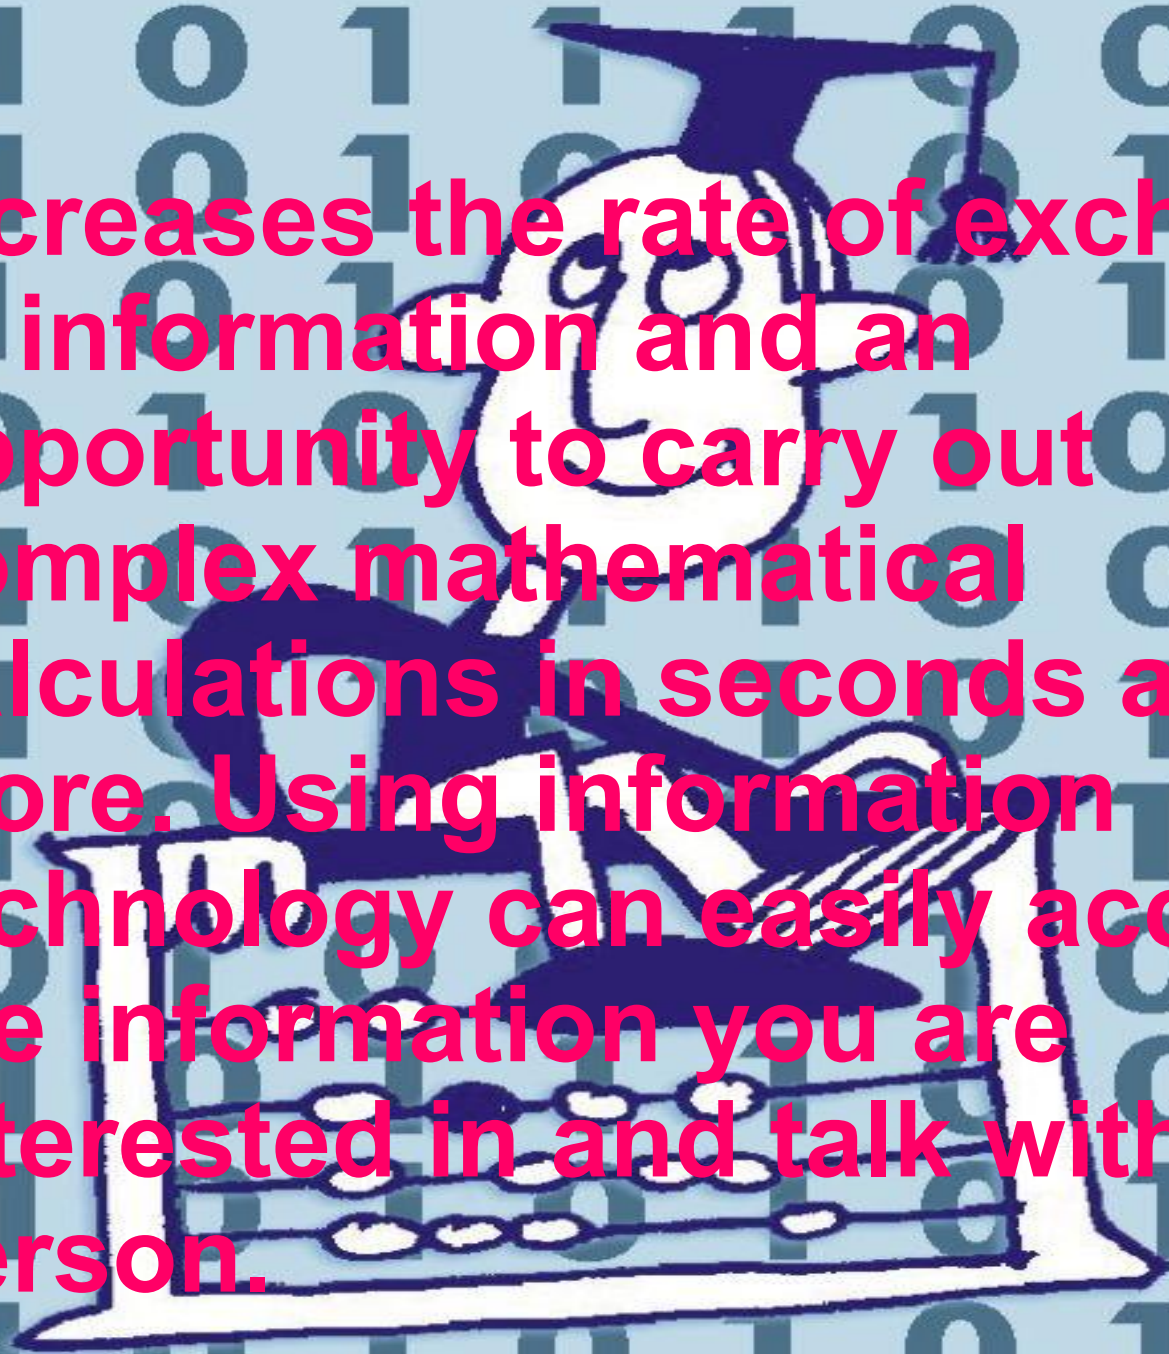 creases the rate of exch
information and an
pportunity to carry out
omplex mathematical
lculations in seconds a
ore. Using information
chnology can easily acc
e information you are
terested in and talk with
erson.